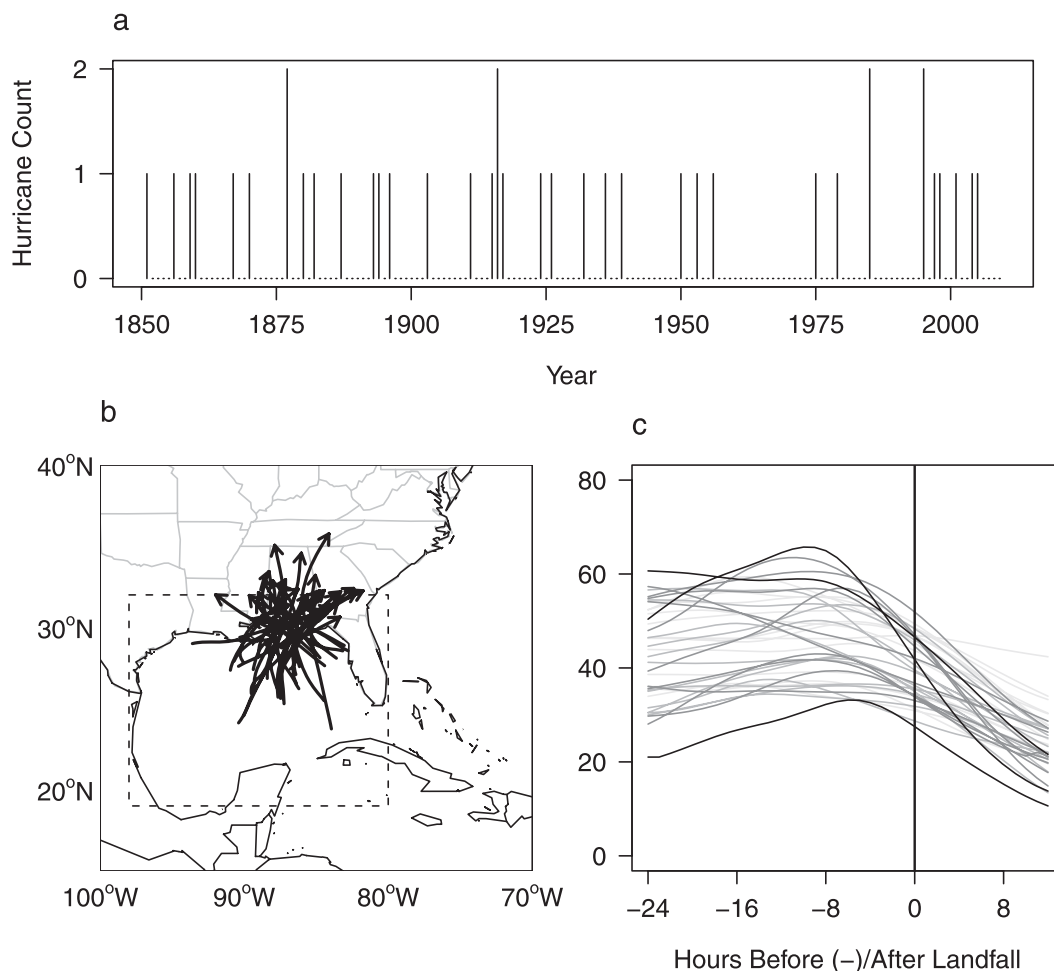 a
Hurricane Count
2
1
0
1850 1875 1900 1925 1950 1975 2000
Year
b
40°N
30°N
20°N
100°W 90°W 80°W 70°W
c
80
60
40
20
0
−24 −16 −8 0 8
Hours Before (−)/After Landfall